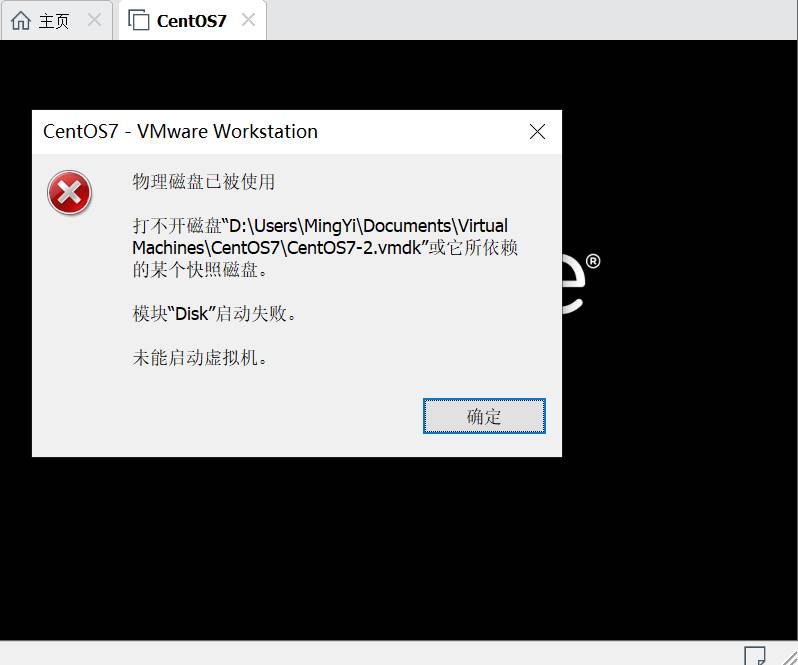 主页
CentOS7
CentOS7 - VMware Workstation
物理磁盘已被使用
打不开磁盘“D:\Users\MingYi\Documents\Virtual
Machines\CentOS7\CentOS7-2.vmdk”或它所依赖
的某个快照磁盘。
e®
模块“Disk”启动失败。
未能启动虚拟机。
确定